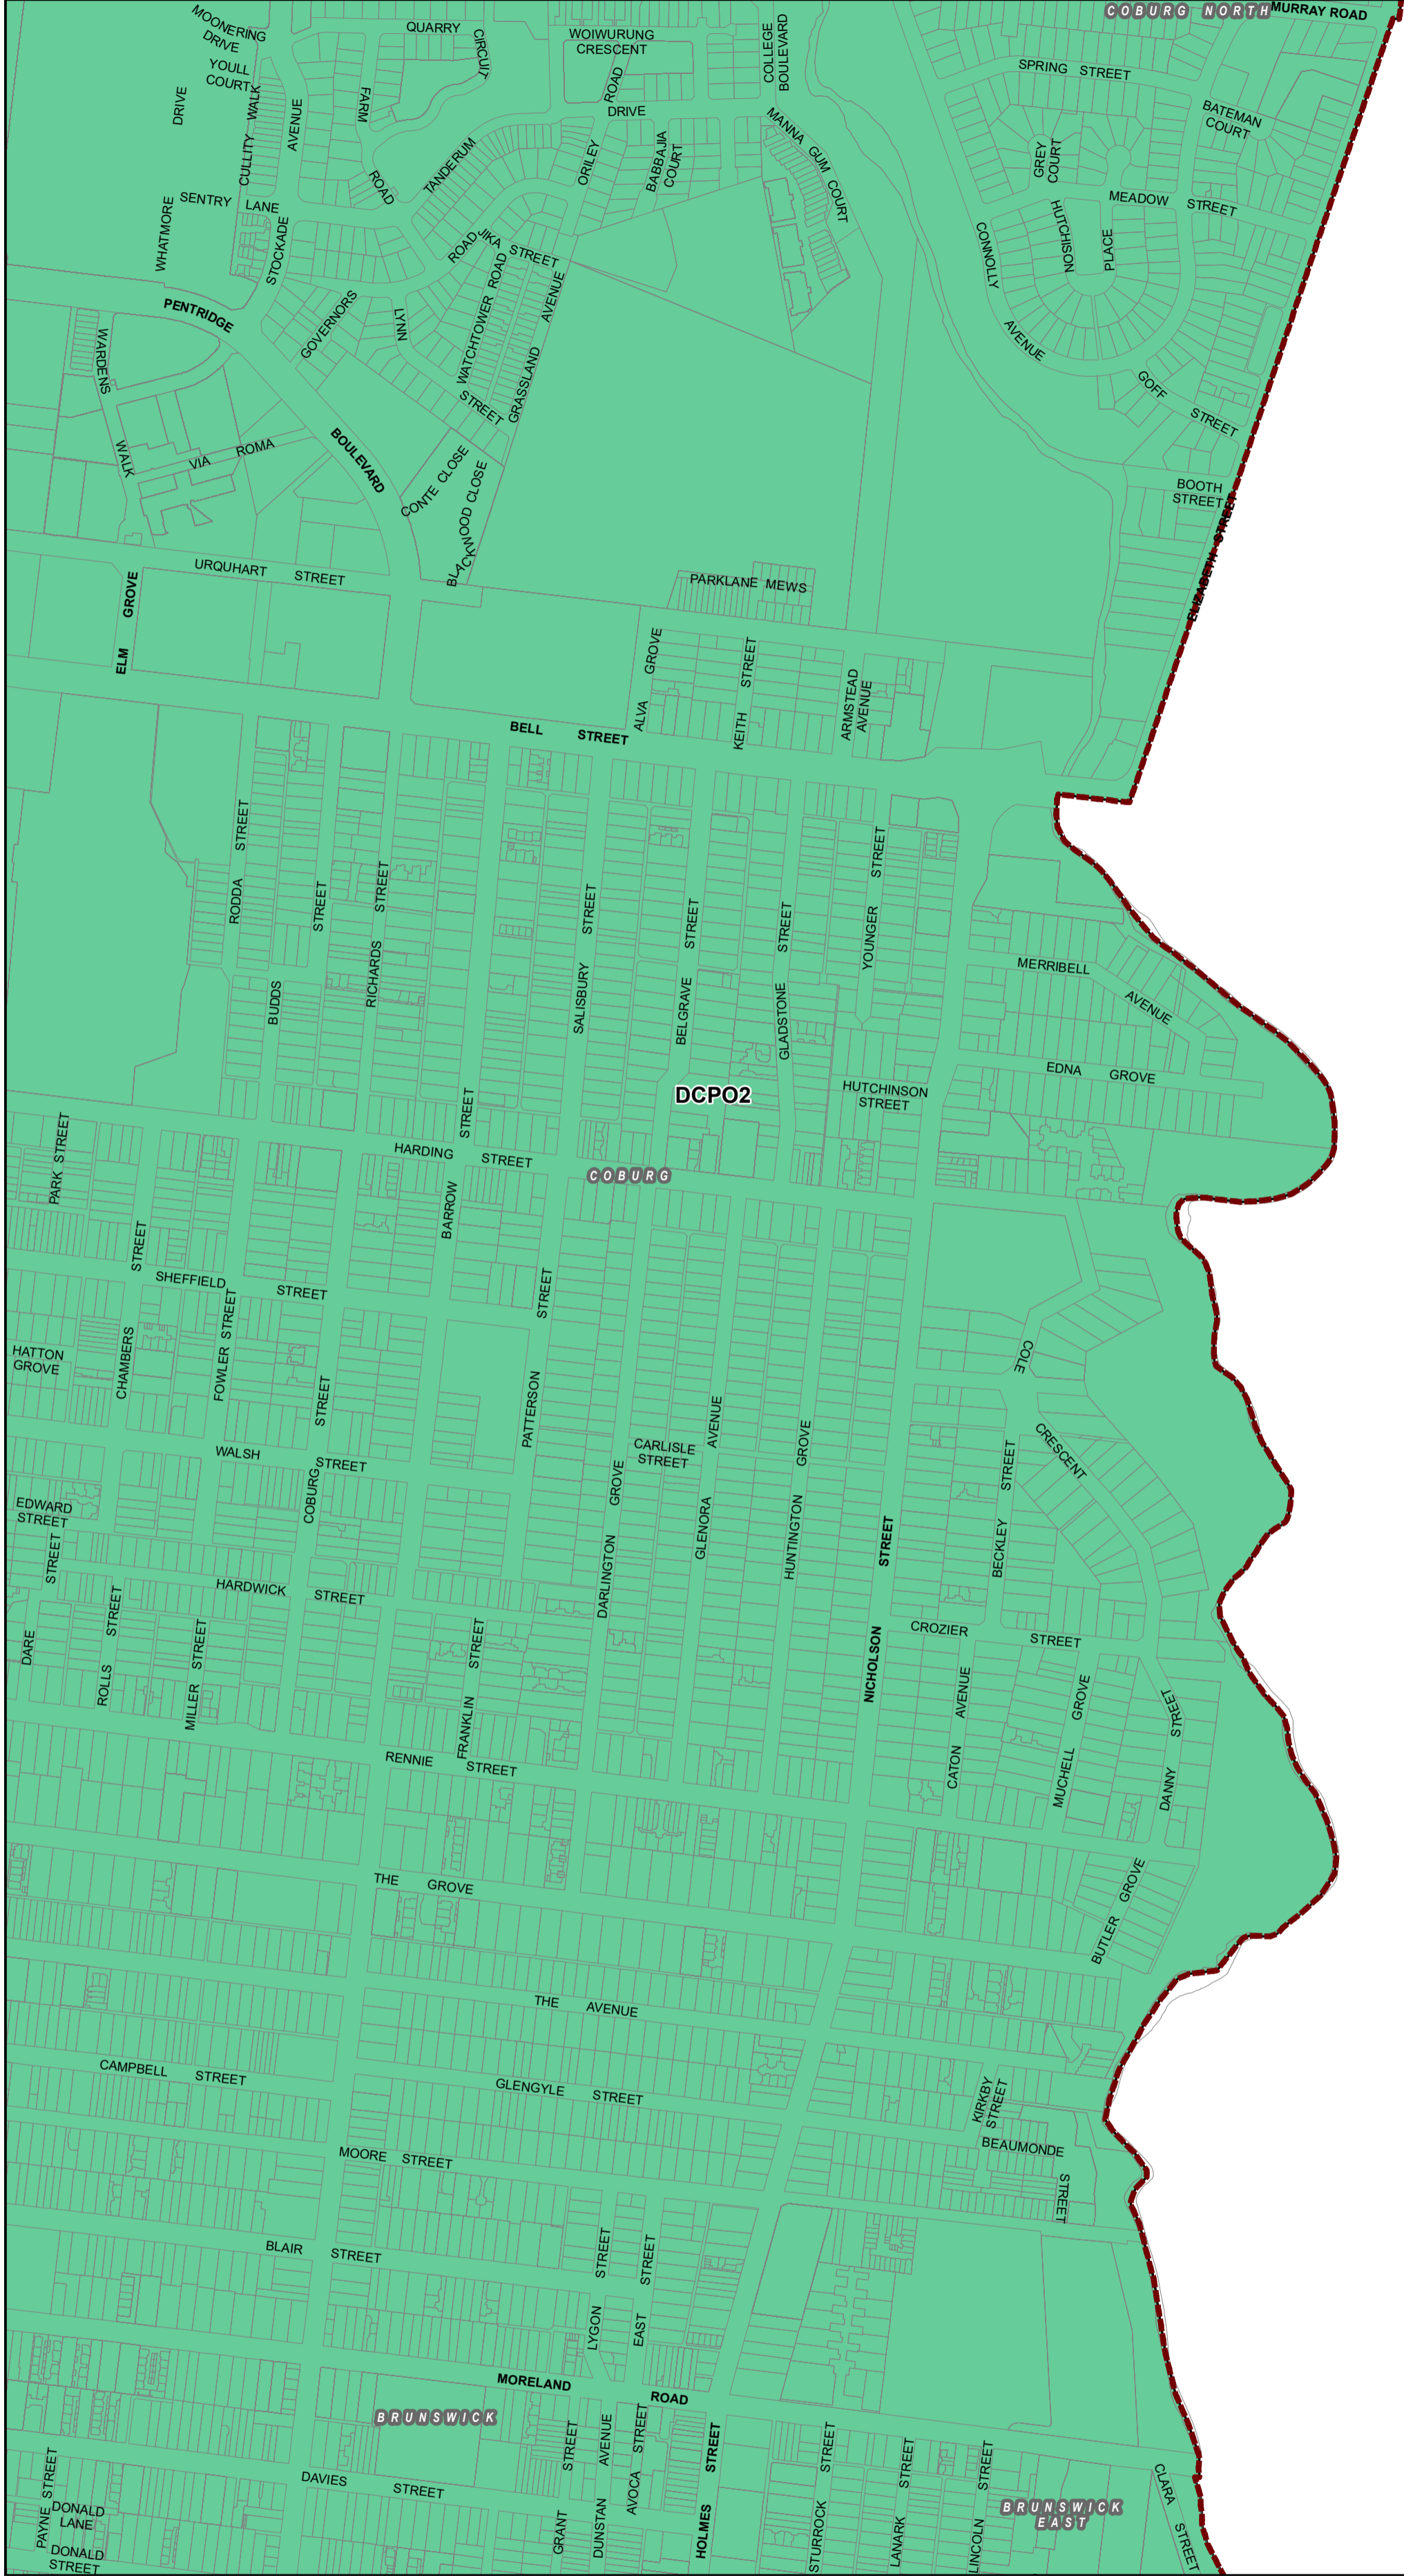 COBURG NORTH
MURRAY ROAD
MOONERING
DRIVE
QUARRY
CIRCUIT
WOIWURUNG
CRESCENT
COLLEGE
BOULEVARD
YOULL
COURT
DRIVE
CULLITY WALK
AVENUE
FARM
ROAD
DRIVE
SPRING STREET
BATEMAN
COURT
MANNA GUM COURT
TANDERUM
ORILEY
BABBAJIA
COURT
GREY
COURT
ROAD
SENTRY LANE
MEADOW STREET
WHATMORE
STOCKADE
ROAD
JIKA STREET
CONNOLLY
HUTCHISON
PLACE
PENTRIDGE
GOVERNORS
LYNN
WATCHTOWER ROAD
AVENUE
GRASSLAND
AVENUE
WARDENS
STREET
GOFF
STREET
WALK
VIA ROMA
BOULEVARD
CONTE CLOSE
BLACKWOOD CLOSE
BOOTH
STREET
ELIZABETH STREET
URQUHART STREET
PARKLANE MEWS
ELM GROVE
ALVA GROVE
KEITH STREET
ARMSTEAD
AVENUE
BELL STREET
RODDA STREET
BUDDS STREET
RICHARDS STREET
SALISBURY STREET
BELGRAVE STREET
GLADSTONE STREET
YOUNGER STREET
MERRIBELL
AVENUE
EDNA GROVE
DCPO2
HUTCHINSON
STREET
PARK STREET
HARDING STREET
COBURG
BARROW STREET
CHAMBERS STREET
SHEFFIELD STREET
FOWLER STREET
HATTON
GROVE
COBURG STREET
PATTERSON STREET
COLE
CRESCENT
WALSH STREET
CARLISLE
STREET
DARLINGTON GROVE
GLENORA AVENUE
HUNTINGTON GROVE
NICHOLSON STREET
BECKLEY STREET
EDWARD
STREET
DARE STREET
HARDWICK STREET
ROLLS STREET
MILLER STREET
FRANKLIN STREET
CROZIER STREET
CATON AVENUE
MUCHELL GROVE
DANNY STREET
RENNIE STREET
THE GROVE
BUTLER GROVE
THE AVENUE
CAMPBELL STREET
GLENGYLE STREET
KIRKBY
STREET
BEAUMONDE
STREET
MOORE STREET
BLAIR STREET
LYGON STREET
EAST STREET
MORELAND ROAD
BRUNSWICK
PAYNE STREET
DONALD
LANE
DONALD
STREET
DAVIES STREET
GRANT STREET
DUNSTAN AVENUE
AVOCA STREET
HOLMES STREET
STURROCK STREET
LANARK STREET
LINCOLN STREET
BRUNSWICK
EAST
CLARA STREET